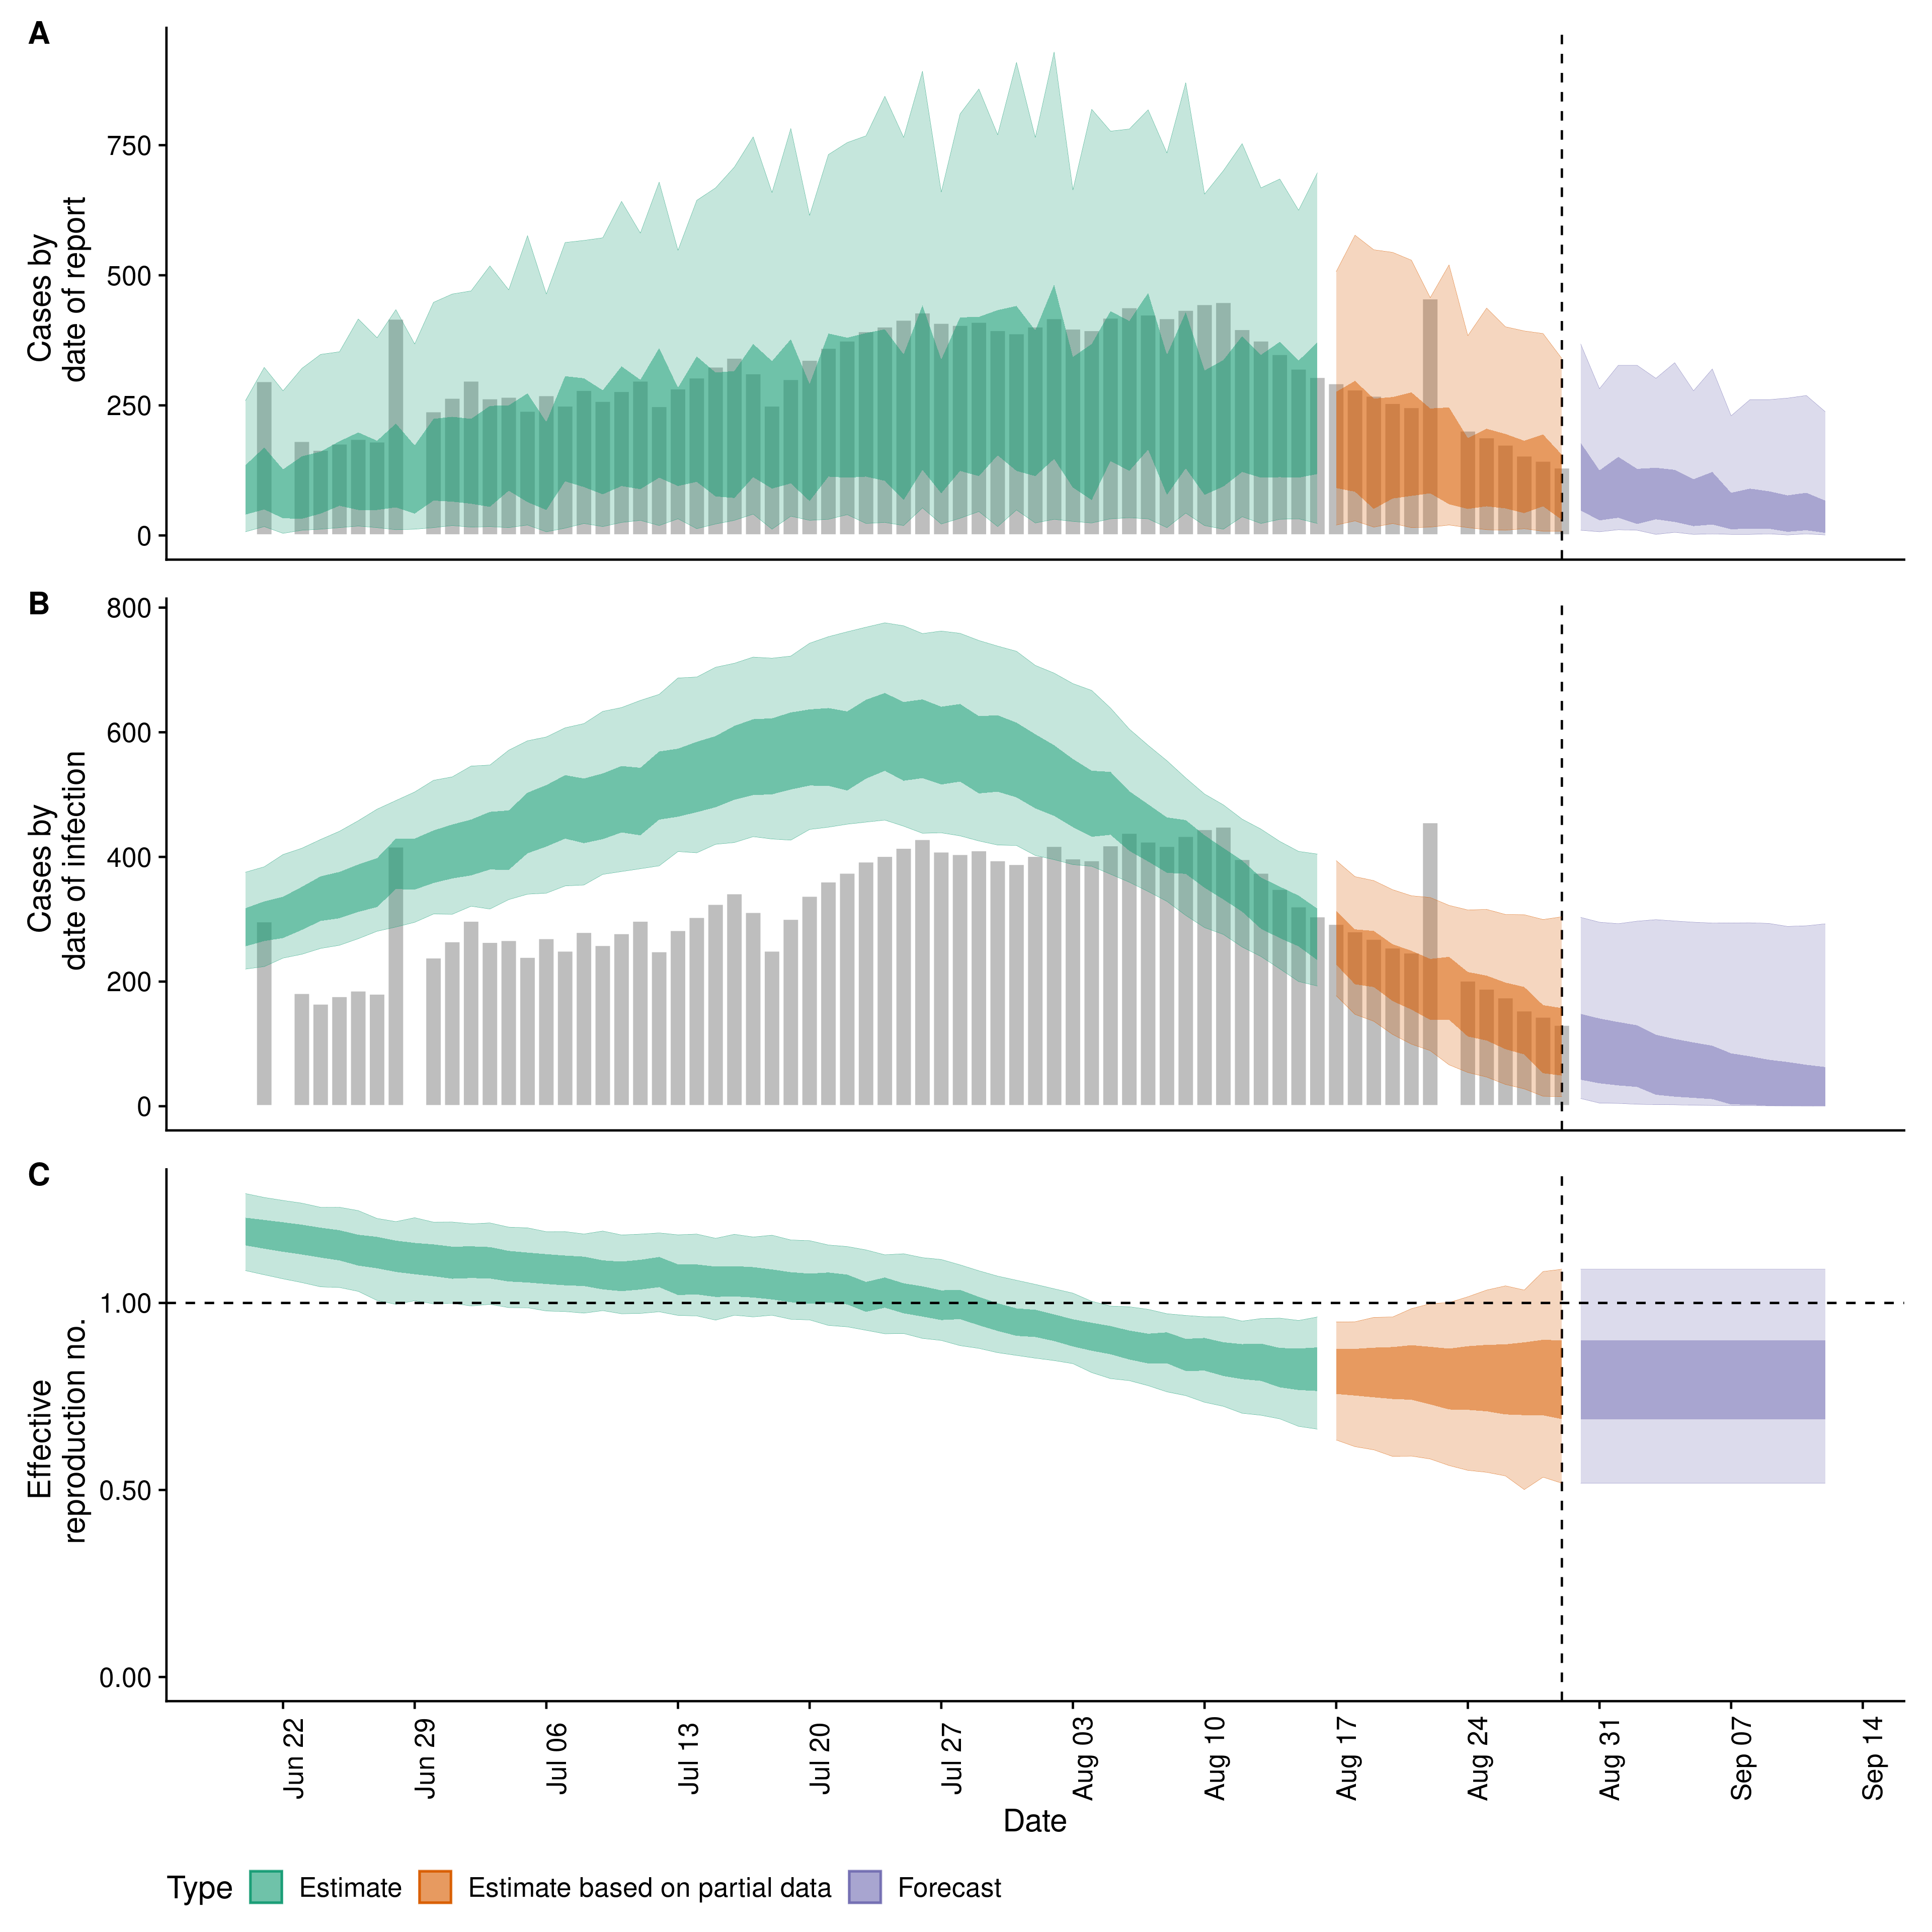 A
Cases by
date of report
750
500
250
0
B
Cases by
date of infection
800
600
400
200
0
C
Effective
reproduction no.
1.00
0.50
0.00
Jun 22
Jun 29
Jul 06
Jul 13
Jul 20
Jul 27
Aug 03
Aug 10
Aug 17
Aug 24
Aug 31
Sep 07
Sep 14
Date
Type Estimate Estimate based on partial data Forecast